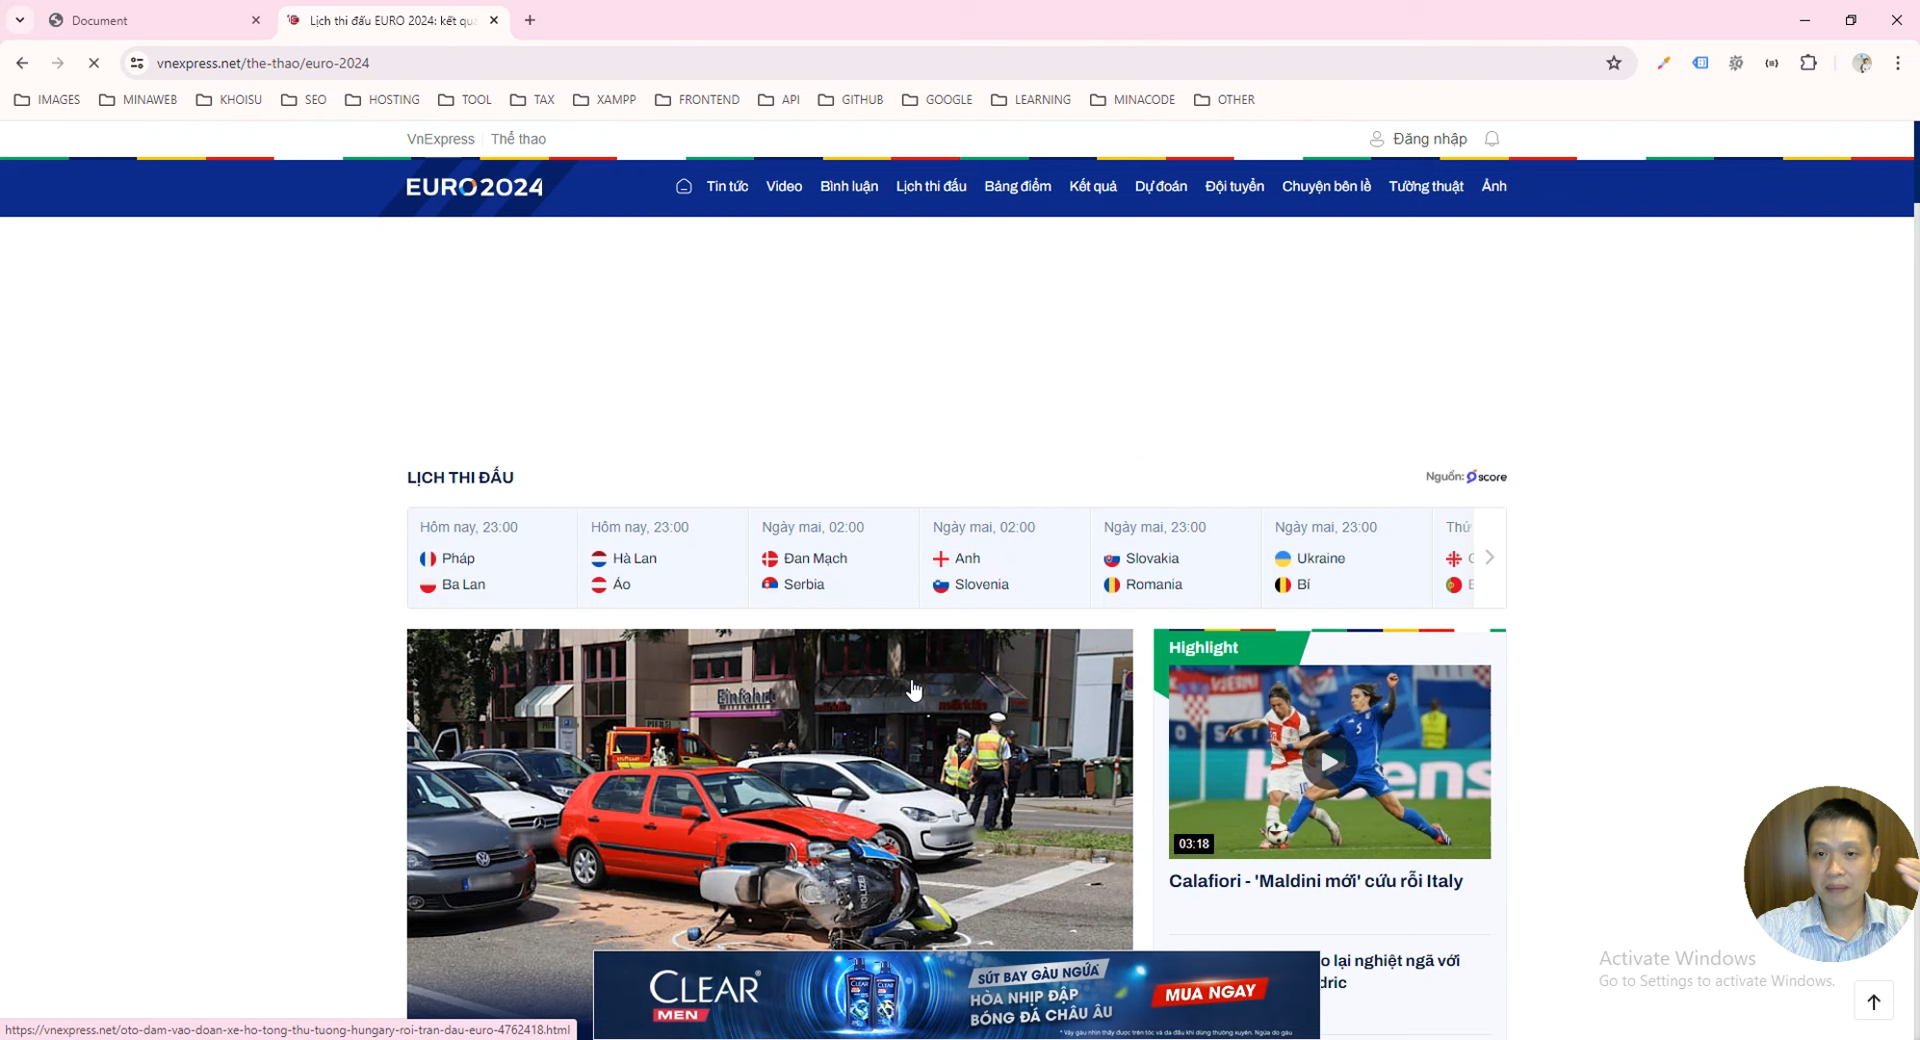 Document
Lịch thi đấu EURO 2024: kết quả
vnexpress.net/the-thao/euro-2024
IMAGES MINAWEB KHOISU SEO HOSTING TOOL TAX XAMPP FRONTEND API GITHUB GOOGLE LEARNING MINACODE OTHER
VnExpress Thể thao Đăng nhập
EURO2024 Tin tức Video Bình luận Lịch thi đấu Bảng điểm Kết quả Dự đoán Đội tuyển Chuyện bên lề Tường thuật Ảnh
LỊCH THI ĐẤU Nguồn: score
Hôm nay, 23:00 Hôm nay, 23:00 Ngày mai, 02:00 Ngày mai, 02:00 Ngày mai, 23:00 Ngày mai, 23:00 Thứ
Pháp Hà Lan Đan Mạch Anh Slovakia Ukraine
Ba Lan Áo Serbia Slovenia Romania Bỉ
Einfahrt
Highlight
03:18
POLIZEI
Calafiori - 'Maldini mới' cứu rỗi Italy
o lại nghiệt ngã với
dric
CLEAR
MEN
SÚT BAY GÀU NGỨA
HÒA NHỊP ĐẬP
BÓNG ĐÁ CHÂU ÂU
MUA NGAY
Activate Windows
Go to Settings to activate Windows.
https://vnexpress.net/oto-dam-vao-doan-xe-ho-tong-thu-tuong-hungary-roi-tran-dau-euro-4762418.html